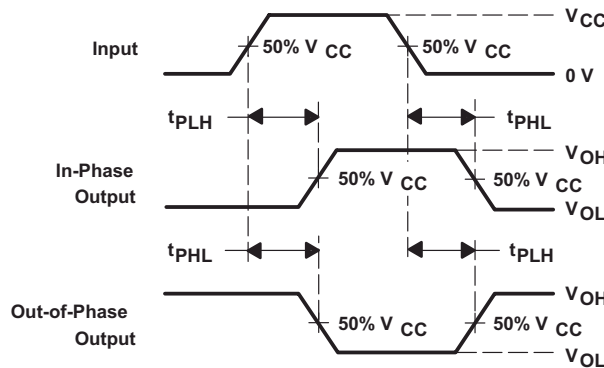 VCC
Input
50% VCC
50% VCC
0 V
tPLH
tPHL
VOH
In-Phase
Output
50% VCC
50% VCC
VOL
tPHL
tPLH
VOH
Out-of-Phase
Output
50% VCC
50% VCC
VOL